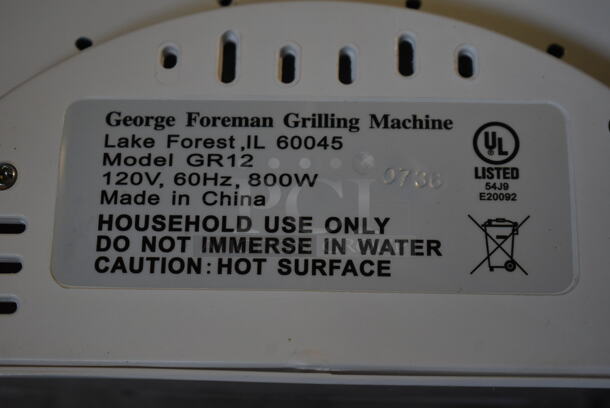 George Foreman Grilling Machine
Lake Forest ,IL 60045
Model GR12
120V, 60Hz, 800W
Made in China
HOUSEHOLD USE ONLY
DO NOT IMMERSE IN WATER
CAUTION: HOT SURFACE
0736
UL
LISTED
54J9
E20092
PCI